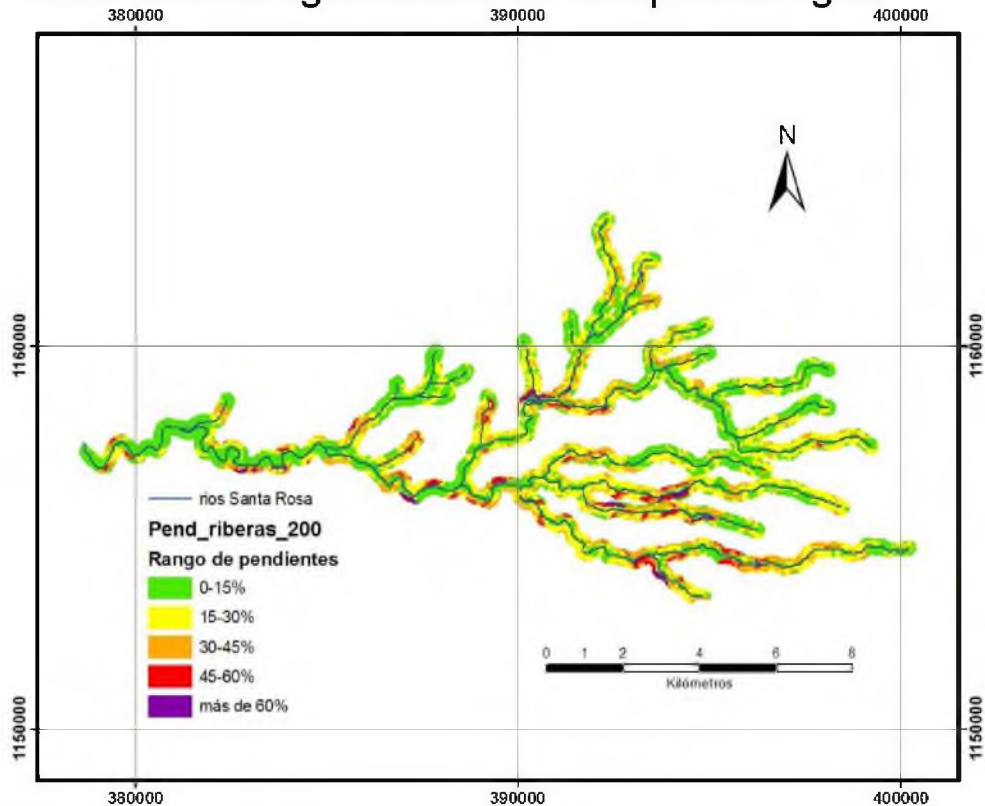 380000 390000 400000
N
1160000 1160000
rios Santa Rosa
Pend_riberas_200
Rango de pendientes
0-15%
15-30%
30-45%
45-60%
más de 60%
0 1 2 4 6 8
Kilómetros
1150000 1150000
380000 390000 400000